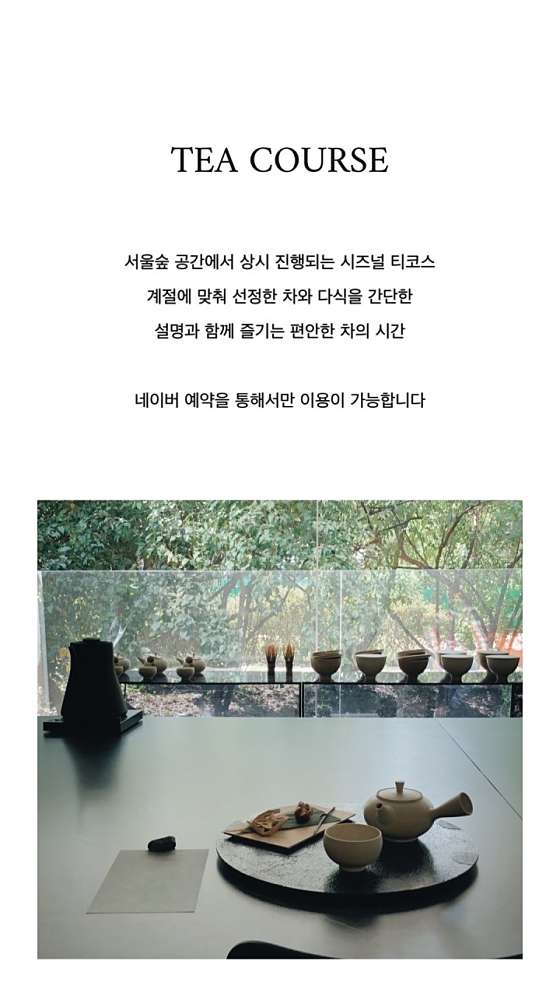 TEA COURSE
서울숲 공간에서 상시 진행되는 시즈널 티코스
계절에 맞춰 선정한 차와 다식을 간단한
설명과 함께 즐기는 편안한 차의 시간
네이버 예약을 통해서만 이용이 가능합니다